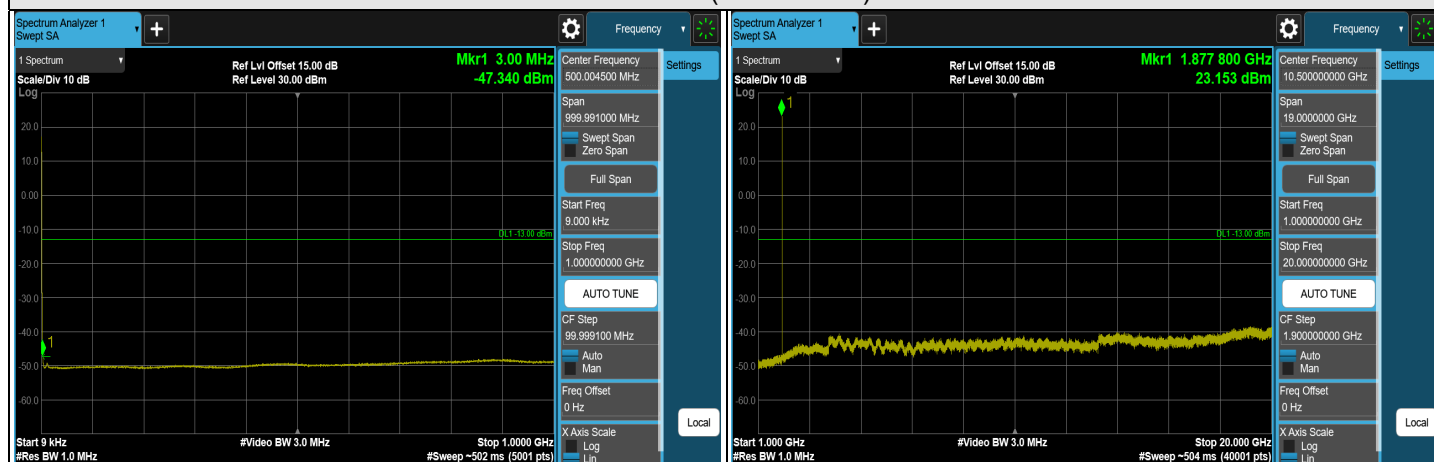 Spectrum Analyzer 1
Swept SA
Frequency
1 Spectrum
Scale/Div 10 dB
Log
Ref Lvl Offset 15.00 dB
Ref Level 30.00 dBm
Mkr1 3.00 MHz
-47.340 dBm
1
20.0
10.0
0.00
-10.0
-20.0
-30.0
-40.0
-50.0
-60.0
DL1 -13.00 dBm
Start 9 kHz
#Res BW 1.0 MHz
#Video BW 3.0 MHz
Stop 1.0000 GHz
#Sweep ~502 ms (5001 pts)
Center Frequency
500.004500 MHz
Span
999.991000 MHz
Swept Span
Zero Span
Full Span
Start Freq
9.000 kHz
Stop Freq
1.000000000 GHz
AUTO TUNE
CF Step
99.999100 MHz
Auto
Man
Freq Offset
0 Hz
X Axis Scale
Log
Lin
Settings
Local
Spectrum Analyzer 1
Swept SA
Frequency
1 Spectrum
Scale/Div 10 dB
Log
Ref Lvl Offset 15.00 dB
Ref Level 30.00 dBm
Mkr1 1.877 800 GHz
23.153 dBm
1
20.0
10.0
0.00
-10.0
-20.0
-30.0
-40.0
-50.0
-60.0
DL1 -13.00 dBm
Start 1.000 GHz
#Res BW 1.0 MHz
#Video BW 3.0 MHz
Stop 20.000 GHz
#Sweep ~504 ms (40001 pts)
Center Frequency
10.500000000 GHz
Span
19.0000000 GHz
Swept Span
Zero Span
Full Span
Start Freq
1.000000000 GHz
Stop Freq
20.000000000 GHz
AUTO TUNE
CF Step
1.900000000 GHz
Auto
Man
Freq Offset
0 Hz
X Axis Scale
Log
Lin
Settings
Local